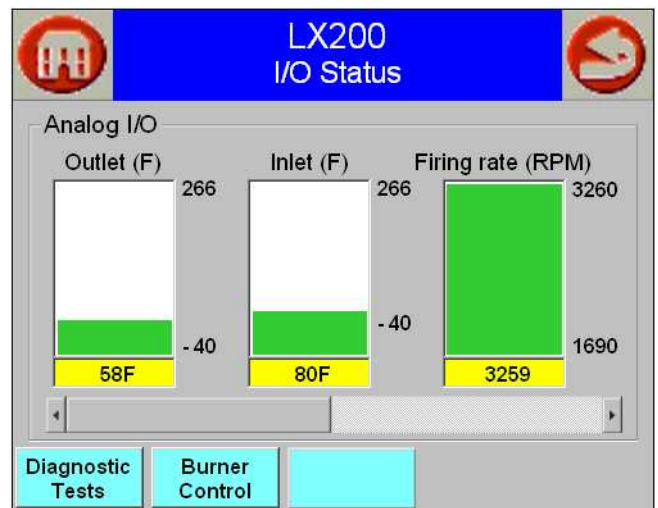 LX200
I/O Status
Analog I/O
Outlet (F)
Inlet (F)
Firing rate (RPM)
266
266
3260
- 40
- 40
1690
58F
80F
3259
Diagnostic
Tests
Burner
Control